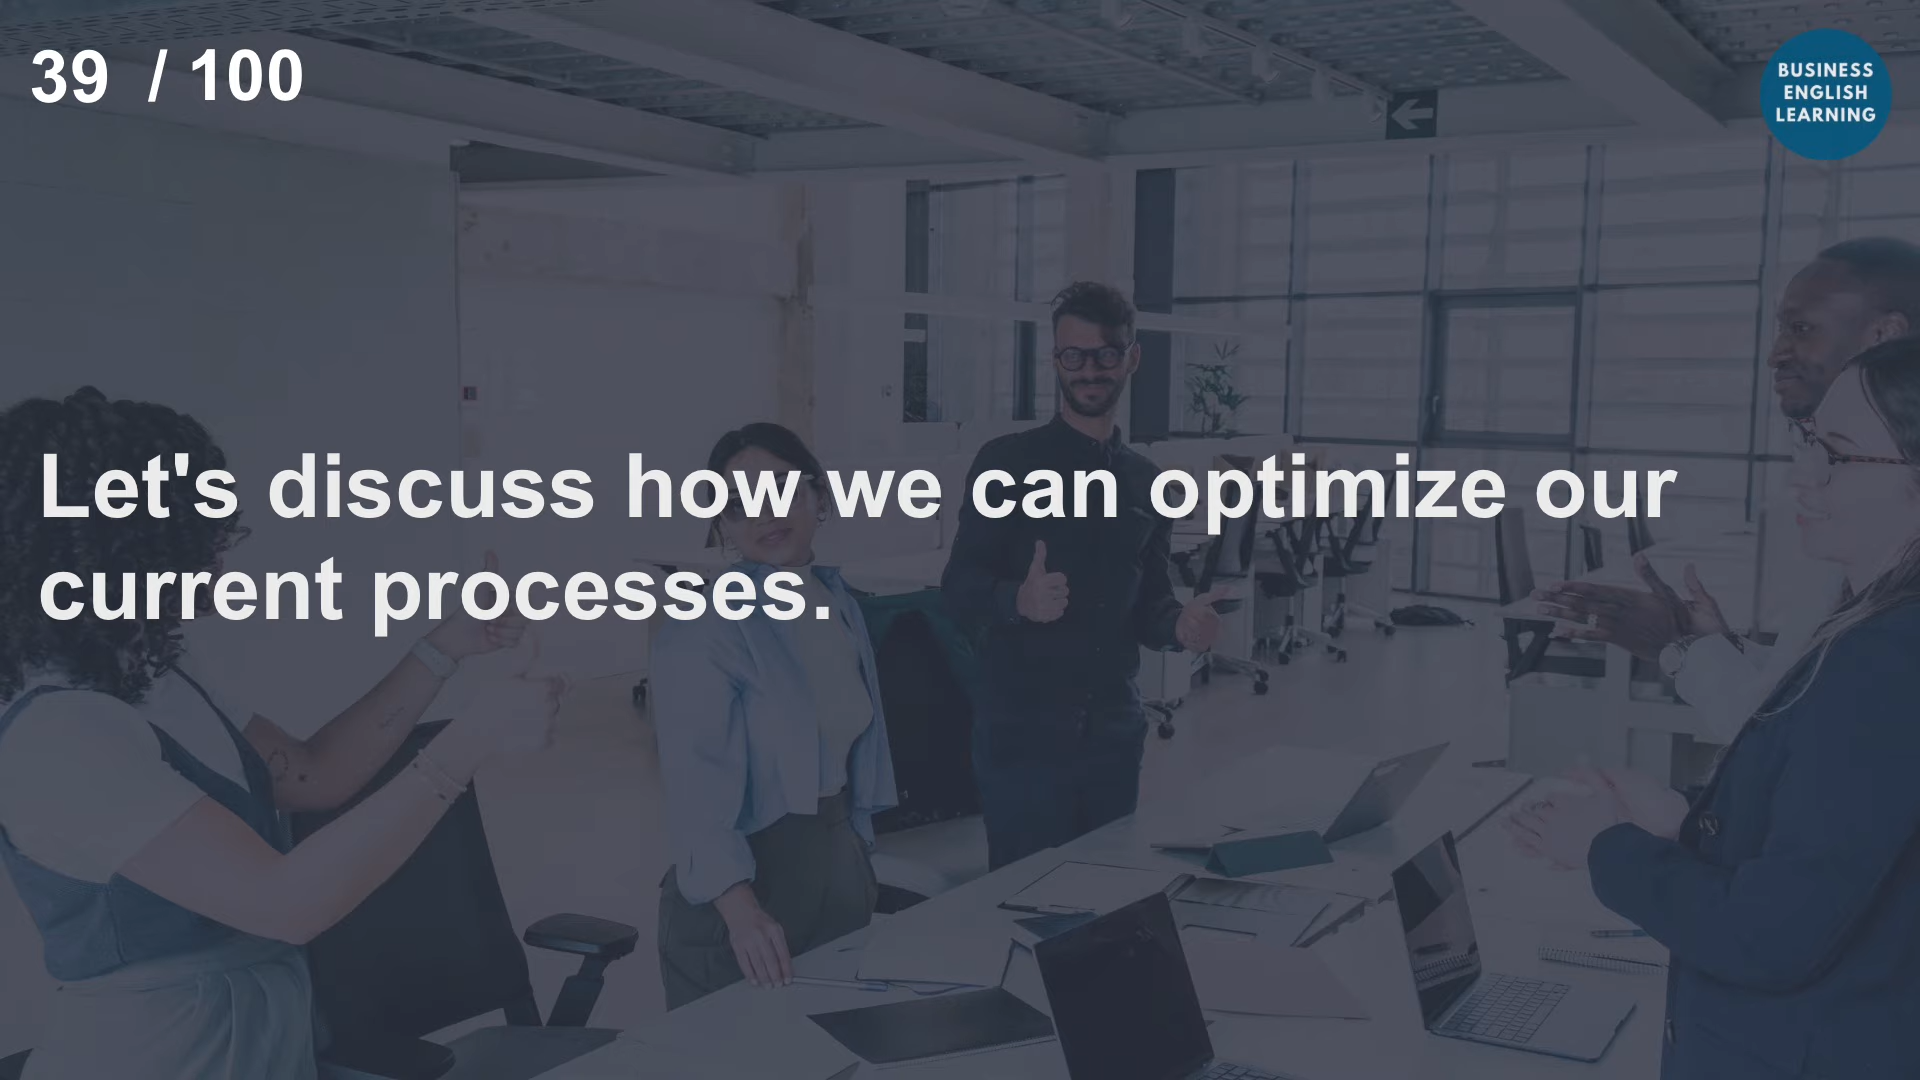 39 / 100
BUSINESS
ENGLISH
LEARNING
Let's discuss how we can optimize our
current processes.